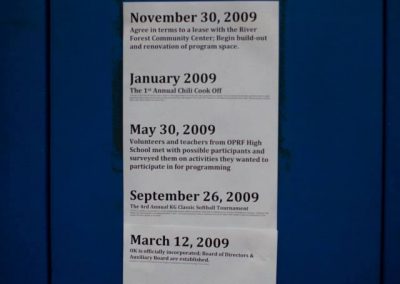 November 30, 2009
Agree in terms to a lease with the River
Forest Community Center; Begin build-out
and renovation of program space.
January 2009
The 1st Annual Chili Cook Off
May 30, 2009
Volunteers and teachers from OPRF High
School met with possible participants and
surveyed them on activities they wanted to
participate in for programming
September 26, 2009
The 3rd Annual KG Classic Softball Tournament
March 12, 2009
OK is officially incorporated; Board of Directors &
Auxiliary Board are established.